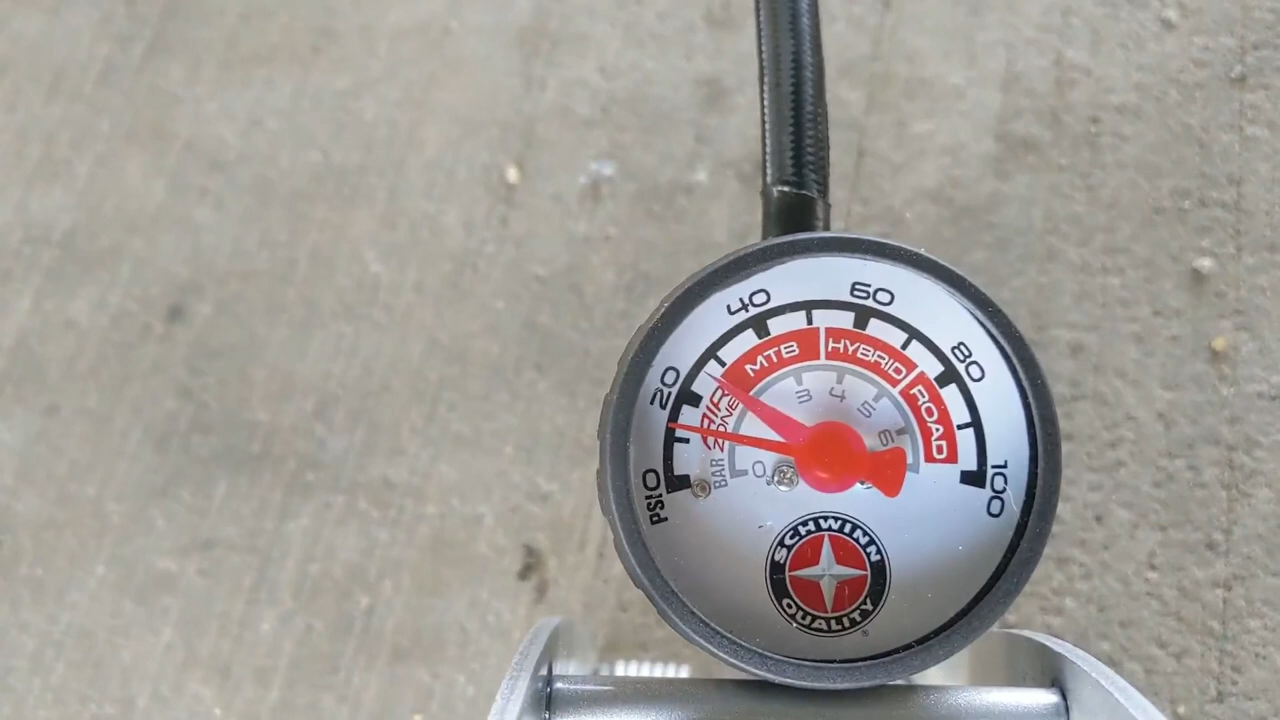 40
60
20
80
MTB
HYBRID
ROAD
AIR
ZONE
3
4
5
6
BAR
0
PSI
0
100
SCHWINN
QUALITY
®